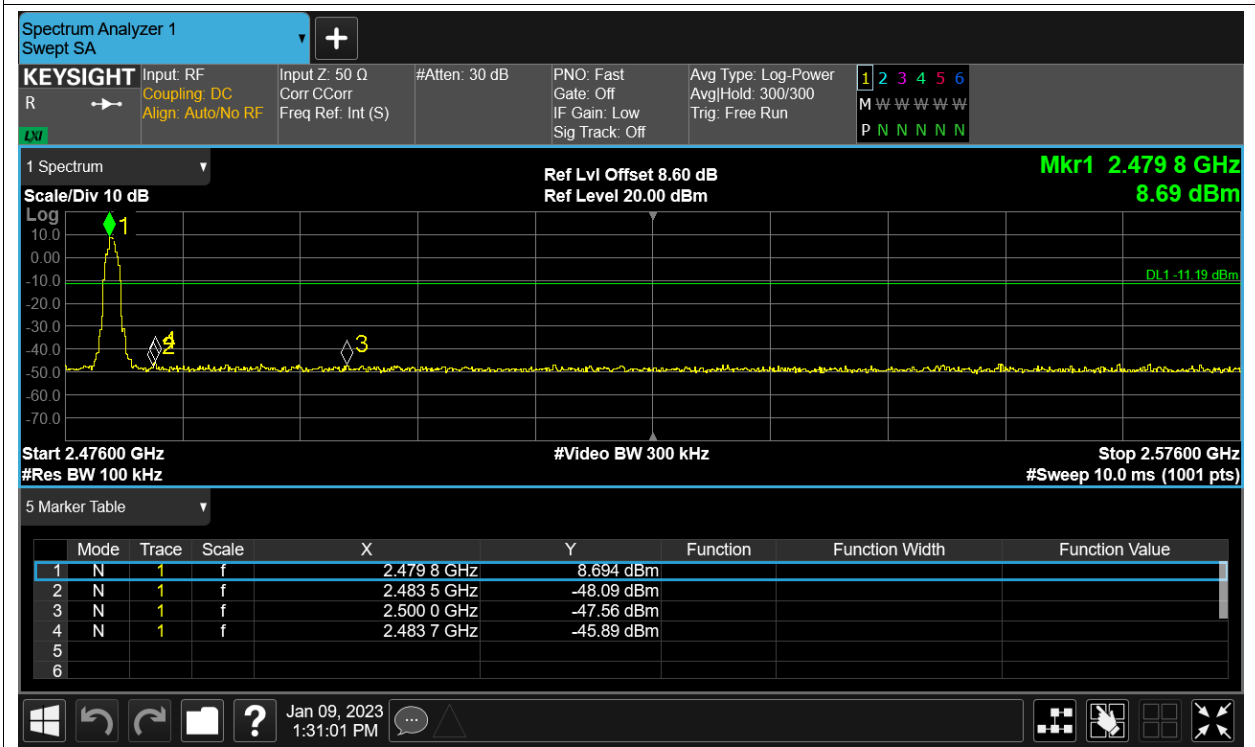 Spectrum Analyzer 1
Swept SA
+
KEYSIGHT Input: RF Input Z: 50 Ω #Atten: 30 dB PNO: Fast Avg Type: Log-Power 1 2 3 4 5 6
R Coupling: DC Corr CCorr Gate: Off Avg|Hold: 300/300 M W W W W W
Align: Auto/No RF Freq Ref: Int (S) IF Gain: Low Trig: Free Run
LXI Sig Track: Off P N N N N N
1 Spectrum Ref Lvl Offset 8.60 dB Mkr1 2.479 8 GHz
Scale/Div 10 dB Ref Level 20.00 dBm 8.69 dBm
Log
1
10.0
0.00
-10.0 DL1 -11.19 dBm
-20.0
-30.0
4
2 3
-40.0
-50.0
-60.0
-70.0
Start 2.47600 GHz #Video BW 300 kHz Stop 2.57600 GHz
#Res BW 100 kHz #Sweep 10.0 ms (1001 pts)
5 Marker Table
Mode Trace Scale X Y Function Function Width Function Value
1 N 1 f 2.479 8 GHz 8.694 dBm
2 N 1 f 2.483 5 GHz -48.09 dBm
3 N 1 f 2.500 0 GHz -47.56 dBm
4 N 1 f 2.483 7 GHz -45.89 dBm
5
6
? Jan 09, 2023
1:31:01 PM